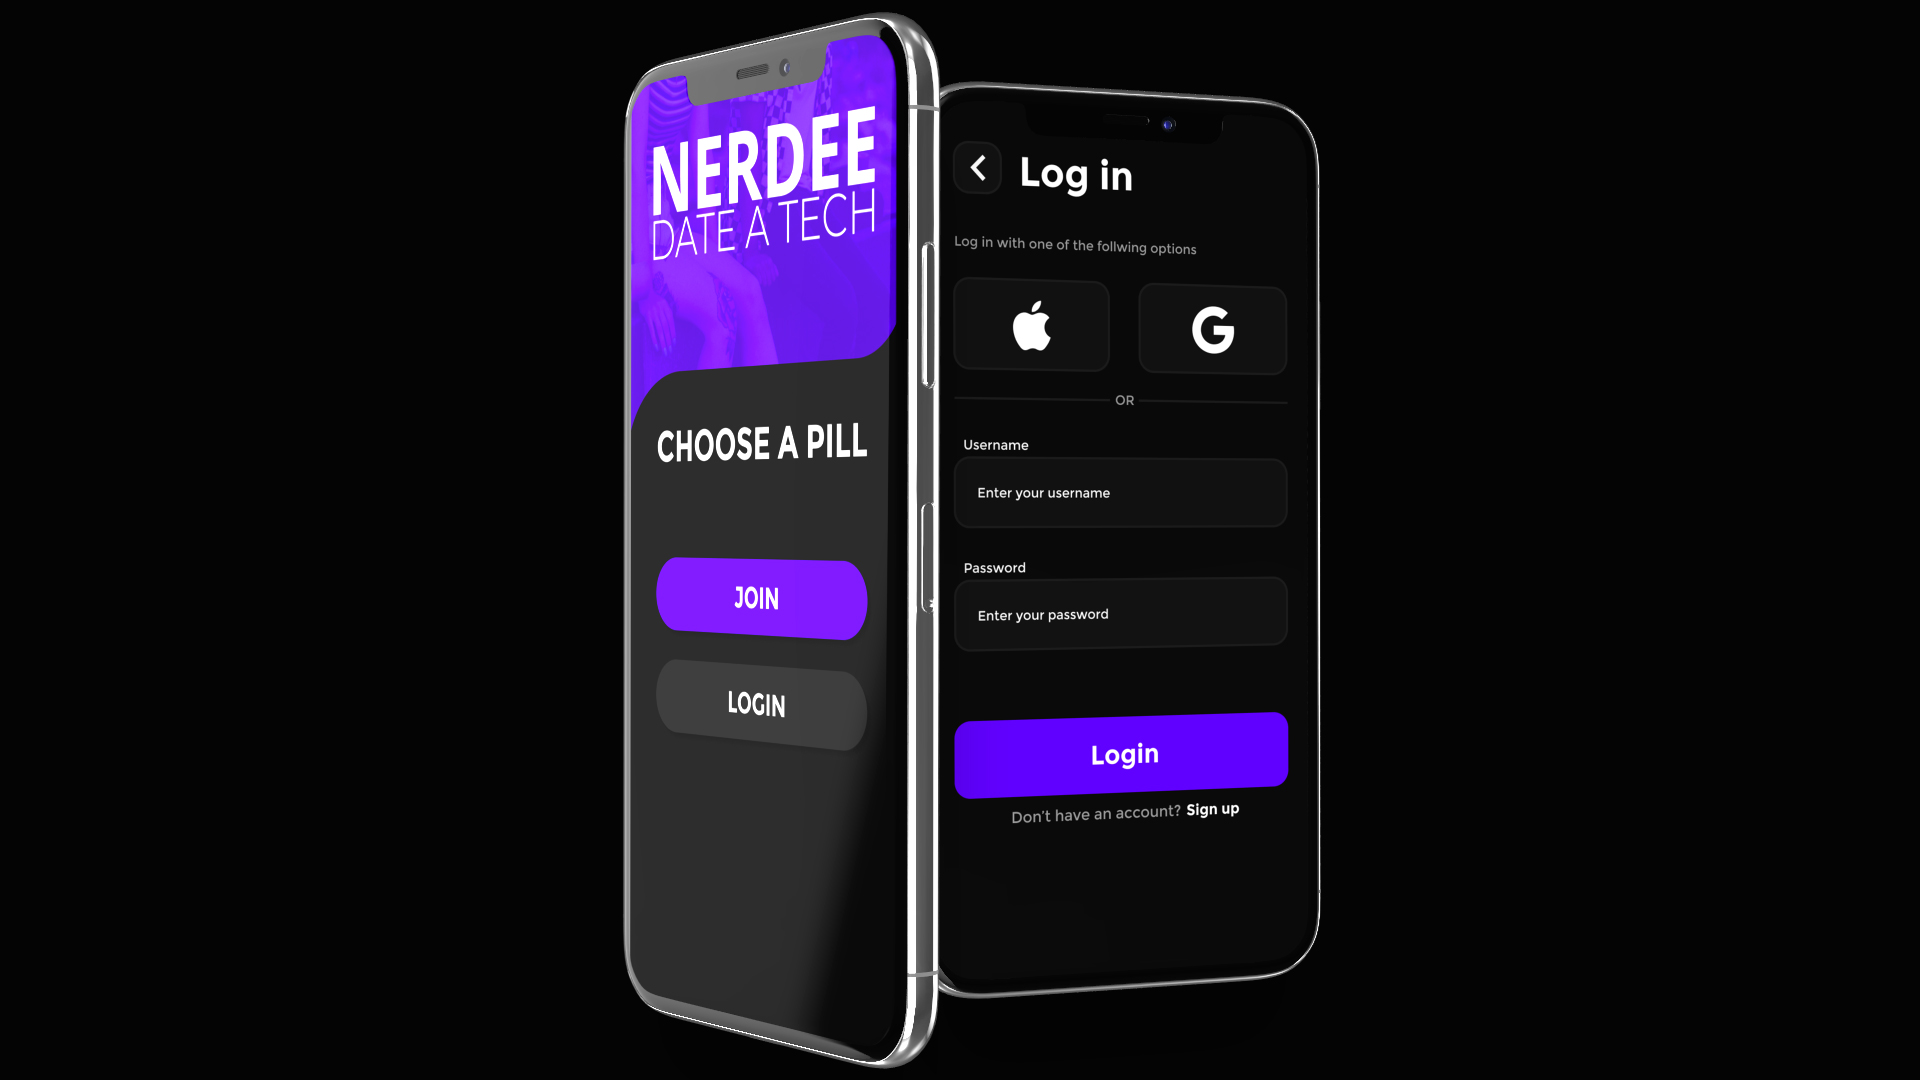 NERDEE
DATE A TECH
CHOOSE A PILL
JOIN
LOGIN
Log in
Log in with one of the follwing options
OR
Username
Enter your username
Password
Enter your password
Login
Don't have an account? Sign up